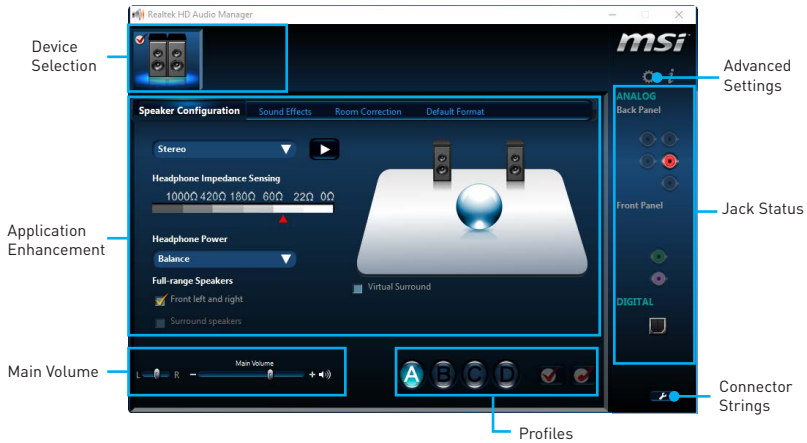 Realtek HD Audio Manager
msi
Device
Selection
Advanced
Settings
i
ANALOG
Back Panel
Speaker Configuration
Sound Effects
Room Correction
Default Format
Stereo
Headphone Impedance Sensing
1000Ω 420Ω 180Ω 60Ω 22Ω 0Ω
Front Panel
Jack Status
Application
Enhancement
Headphone Power
Balance
Full-range Speakers
Front left and right
Virtual Surround
Surround speakers
DIGITAL
Main Volume
Main Volume
L
R
A
B
C
D
Connector
Strings
Profiles